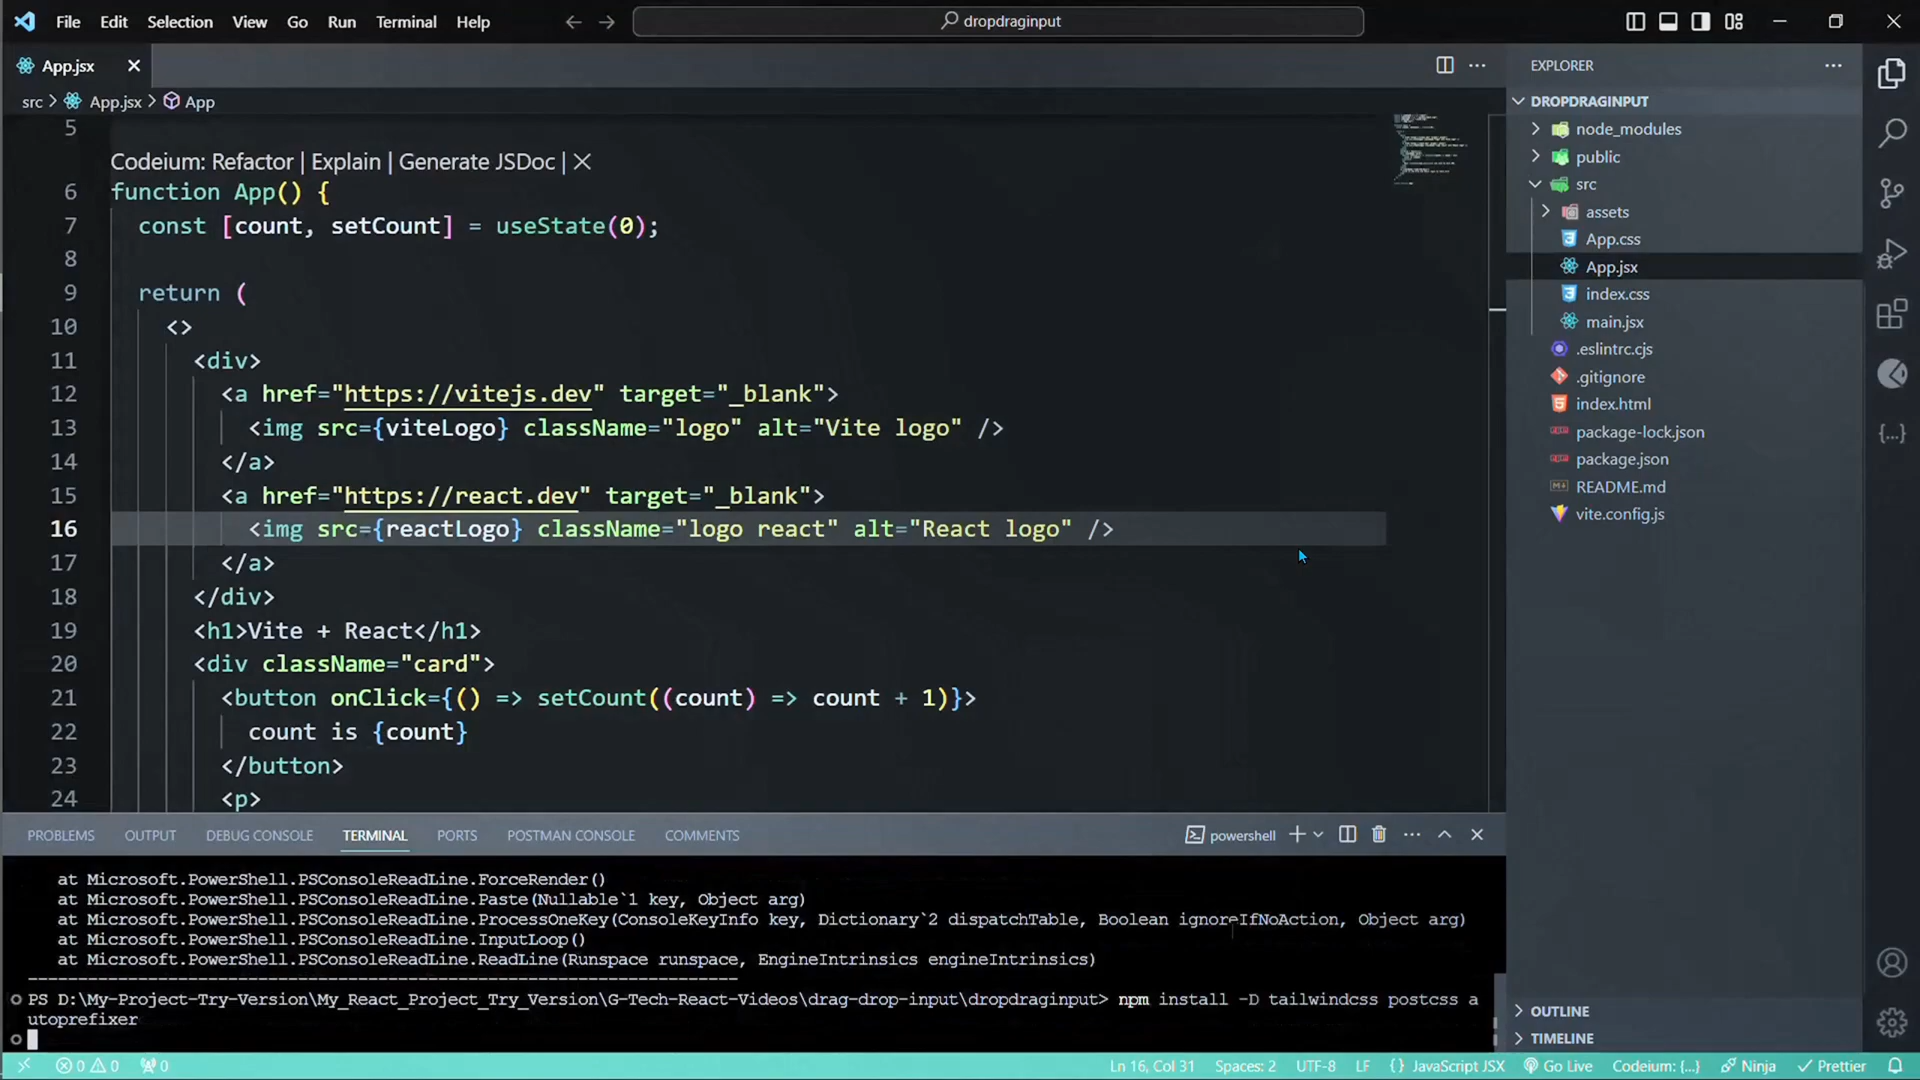 File Edit Selection View Go Run Terminal Help
dropdraginput
App.jsx
src > App.jsx > App
5
Codeium: Refactor | Explain | Generate JSDoc | ✕
6 function App() {
7 const [count, setCount] = useState(0);
8
9 return (
10 <>
11 <div>
12 <a href="https://vitejs.dev" target="_blank">
13 <img src={viteLogo} className="logo" alt="Vite logo" />
14 </a>
15 <a href="https://react.dev" target="_blank">
16 <img src={reactLogo} className="logo react" alt="React logo" />
17 </a>
18 </div>
19 <h1>Vite + React</h1>
20 <div className="card">
21 <button onClick={() => setCount((count) => count + 1)}>
22 count is {count}
23 </button>
24 <p>
PROBLEMS OUTPUT DEBUG CONSOLE TERMINAL PORTS POSTMAN CONSOLE COMMENTS
powershell
at Microsoft.PowerShell.PSConsoleReadLine.ForceRender()
at Microsoft.PowerShell.PSConsoleReadLine.Paste(Nullable`1 key, Object arg)
at Microsoft.PowerShell.PSConsoleReadLine.ProcessOneKey(ConsoleKeyInfo key, Dictionary`2 dispatchTable, Boolean ignoreIfNoAction, Object arg)
at Microsoft.PowerShell.PSConsoleReadLine.InputLoop()
at Microsoft.PowerShell.PSConsoleReadLine.ReadLine(Runspace runspace, EngineIntrinsics engineIntrinsics)
-----------------------------------------------------------------------
PS D:\My-Project-Try-Version\My_React_Project_Try_Version\G-Tech-React-Videos\drag-drop-input\dropdraginput> npm install -D tailwindcss postcss a
utoprefixer
EXPLORER
DROPDRAGINPUT
node_modules
public
src
assets
App.css
App.jsx
index.css
main.jsx
.eslintrc.cjs
.gitignore
index.html
package-lock.json
package.json
README.md
vite.config.js
OUTLINE
TIMELINE
0 0 0 Ln 16, Col 31 Spaces: 2 UTF-8 LF {} JavaScript JSX Go Live Codeium: {...} Ninja Prettier